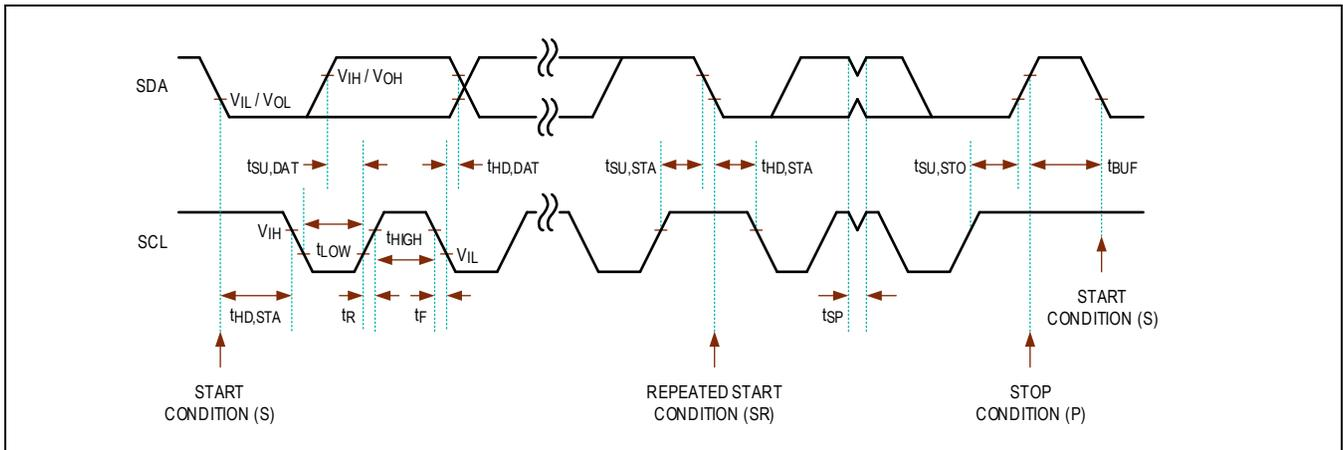 SDA
VIH / VOH
VIL / VOL
tSU,DAT
tHD,DAT
tSU,STA
tHD,STA
tSU,STO
tBUF
SCL
VIH
tLOW
tHIGH
VIL
tHD,STA
tR
tF
tSP
START
CONDITION (S)
START
CONDITION (S)
REPEATED START
CONDITION (SR)
STOP
CONDITION (P)